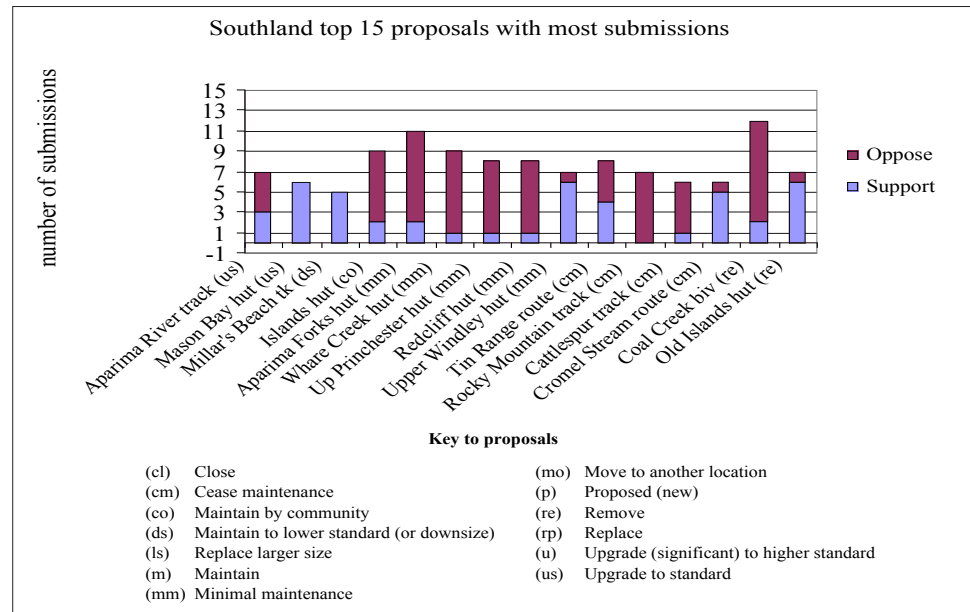 Southland top 15 proposals with most submissions
number of submissions
15
13
11
9
7
5
3
1
-1
Oppose
Support
Aparima River track (us)
Mason Bay hut (us)
Millar's Beach tk (ds)
Islands hut (co)
Aparima Forks hut (mm)
Whare Creek hut (mm)
Up Princhester hut (mm)
Redcliff hut (mm)
Upper Windley hut (mm)
Tin Range route (cm)
Rocky Mountain track (cm)
Cattlespur track (cm)
Cromel Stream route (cm)
Coal Creek biv (re)
Old Islands hut (re)
Key to proposals
(cl) Close
(cm) Cease maintenance
(co) Maintain by community
(ds) Maintain to lower standard (or downsize)
(ls) Replace larger size
(m) Maintain
(mm) Minimal maintenance
(mo) Move to another location
(p) Proposed (new)
(re) Remove
(rp) Replace
(u) Upgrade (significant) to higher standard
(us) Upgrade to standard